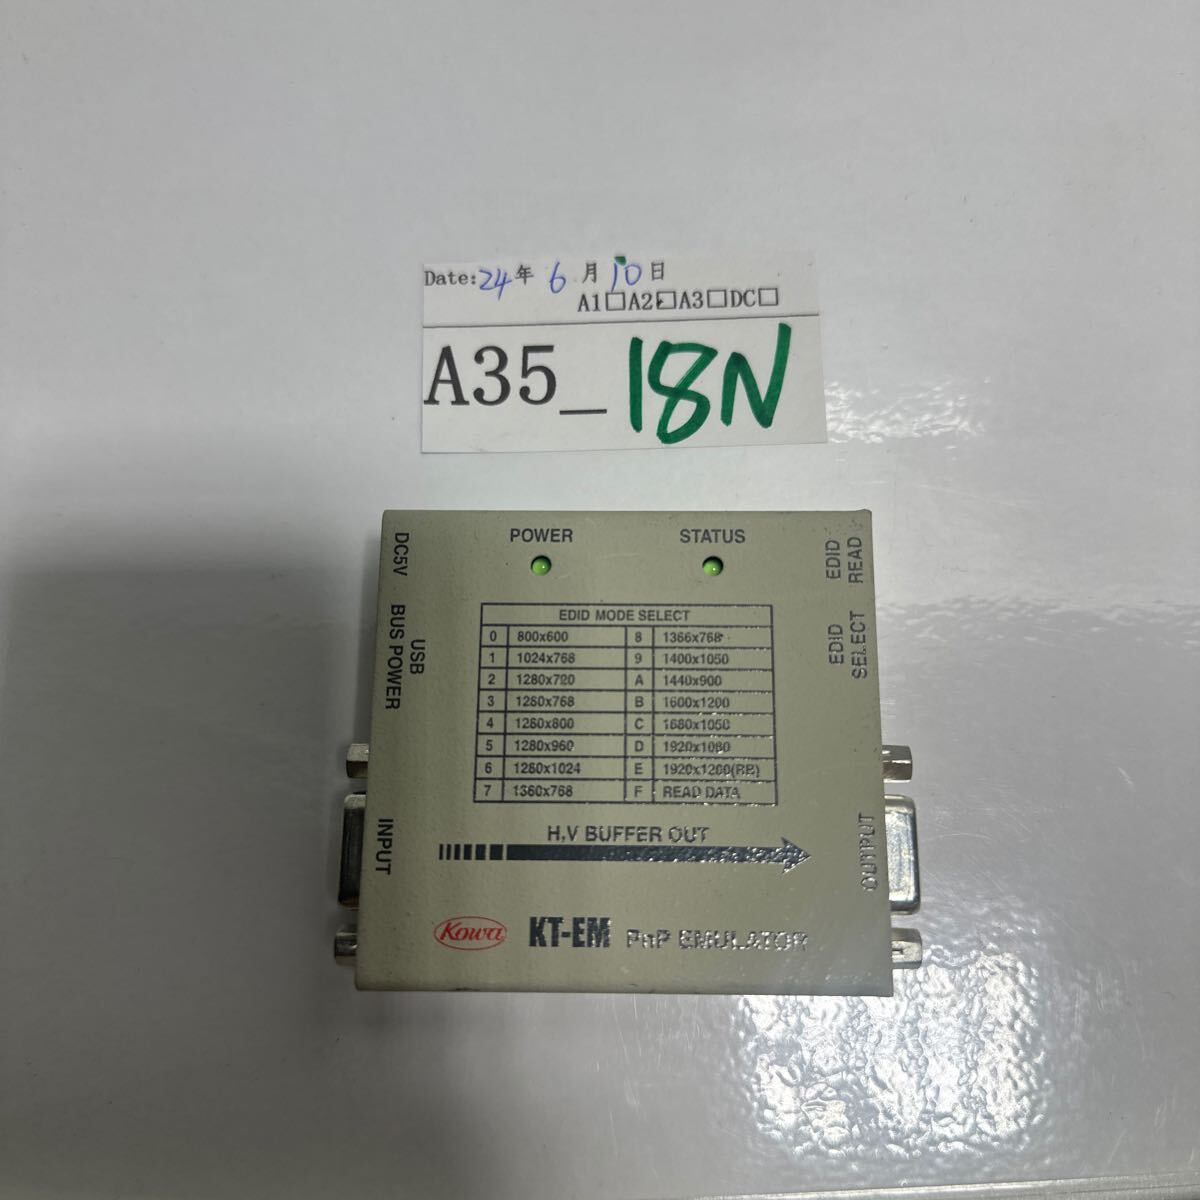 Date:24年6月10日
A1□A2☑A3□DC□
A35_18N
POWER
STATUS
DC5V
USB
BUS POWER
INPUT
EDID
READ
EDID
SELECT
OUTPUT
EDID MODE SELECT
0 800x600 8 1366x768
1 1024x768 9 1400x1050
2 1280x720 A 1440x900
3 1280x768 B 1600x1200
4 1280x800 C 1680x1050
5 1280x960 D 1920x1080
6 1280x1024 E 1920x1200(RB)
7 1360x768 F READ DATA
H,V BUFFER OUT
Kowa KT-EM PnP EMULATOR